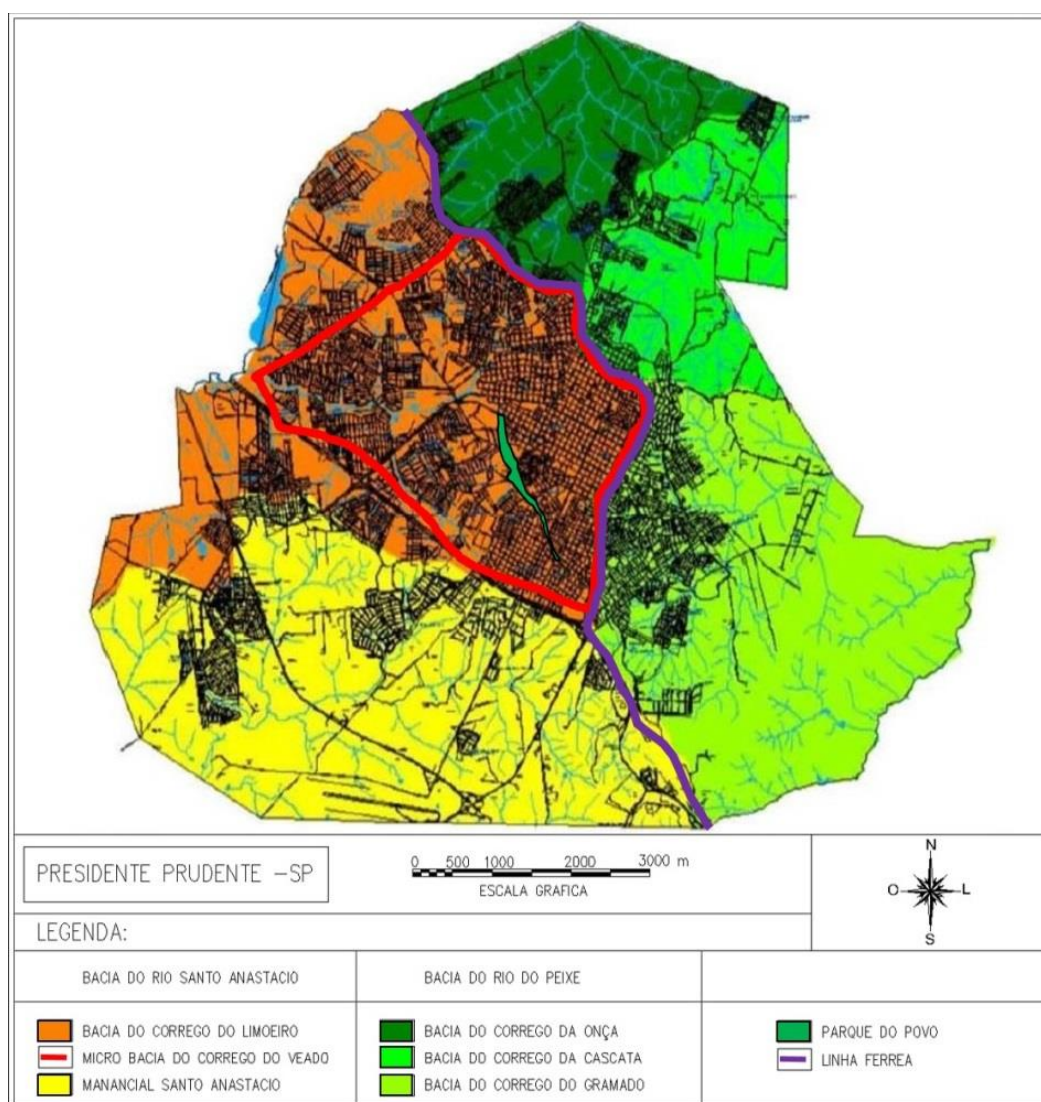 PRESIDENTE PRUDENTE -SP
0 500 1000 2000 3000 m
ESCALA GRAFICA
N
O L
S
LEGENDA:
BACIA DO RIO SANTO ANASTACIO
BACIA DO RIO DO PEIXE
BACIA DO CORREGO DO LIMOEIRO
BACIA DO CORREGO DA ONÇA
PARQUE DO POVO
MICRO BACIA DO CORREGO DO VEADO
BACIA DO CORREGO DA CASCATA
LINHA FERREA
MANANCIAL SANTO ANASTACIO
BACIA DO CORREGO DO GRAMADO